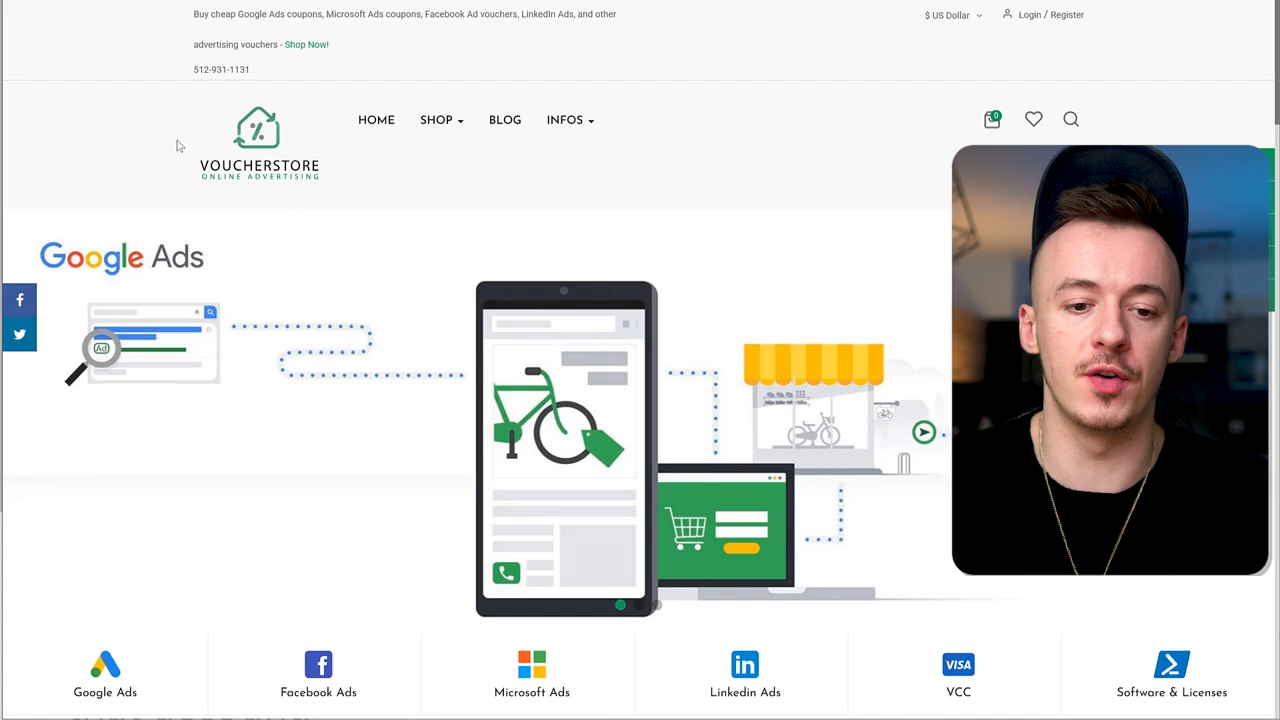 Buy cheap Google Ads coupons, Microsoft Ads coupons, Facebook Ad vouchers, LinkedIn Ads, and other
advertising vouchers - Shop Now!
512-931-1131
$ US Dollar
Login / Register
HOME
SHOP
BLOG
INFOS
0
VOUCHERSTORE
ONLINE ADVERTISING
Google Ads
Ad
Google Ads
Facebook Ads
Microsoft Ads
Linkedin Ads
VISA
VCC
Software & Licenses